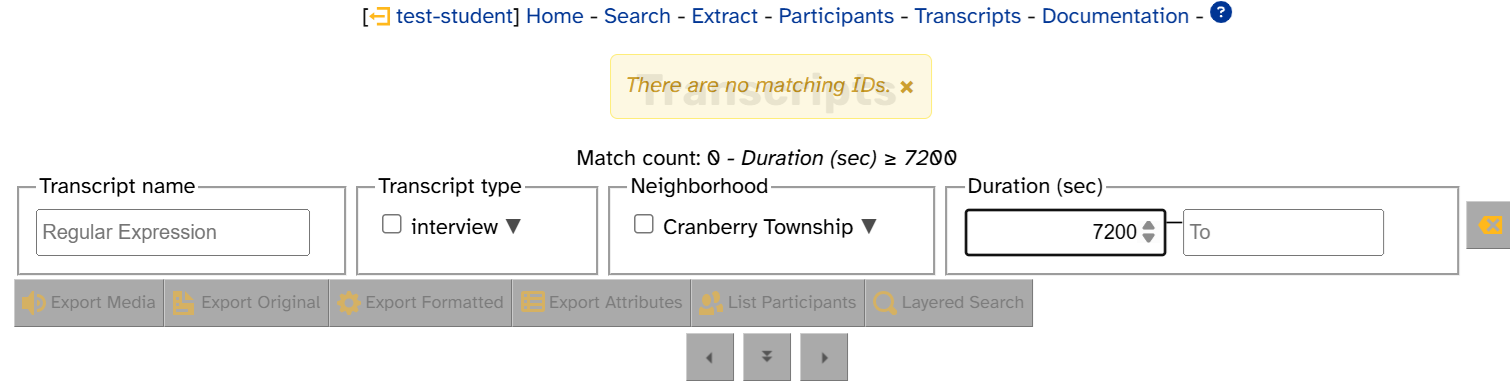 [ test-student] Home - Search - Extract - Participants - Transcripts - Documentation - ?
Transcripts
There are no matching IDs. ×
Match count: 0 - Duration (sec) ≥ 7200
Transcript name Transcript type Neighborhood Duration (sec)
Regular Expression interview ▼ Cranberry Township ▼ 7200 – To
Export Media Export Original Export Formatted Export Attributes List Participants Layered Search